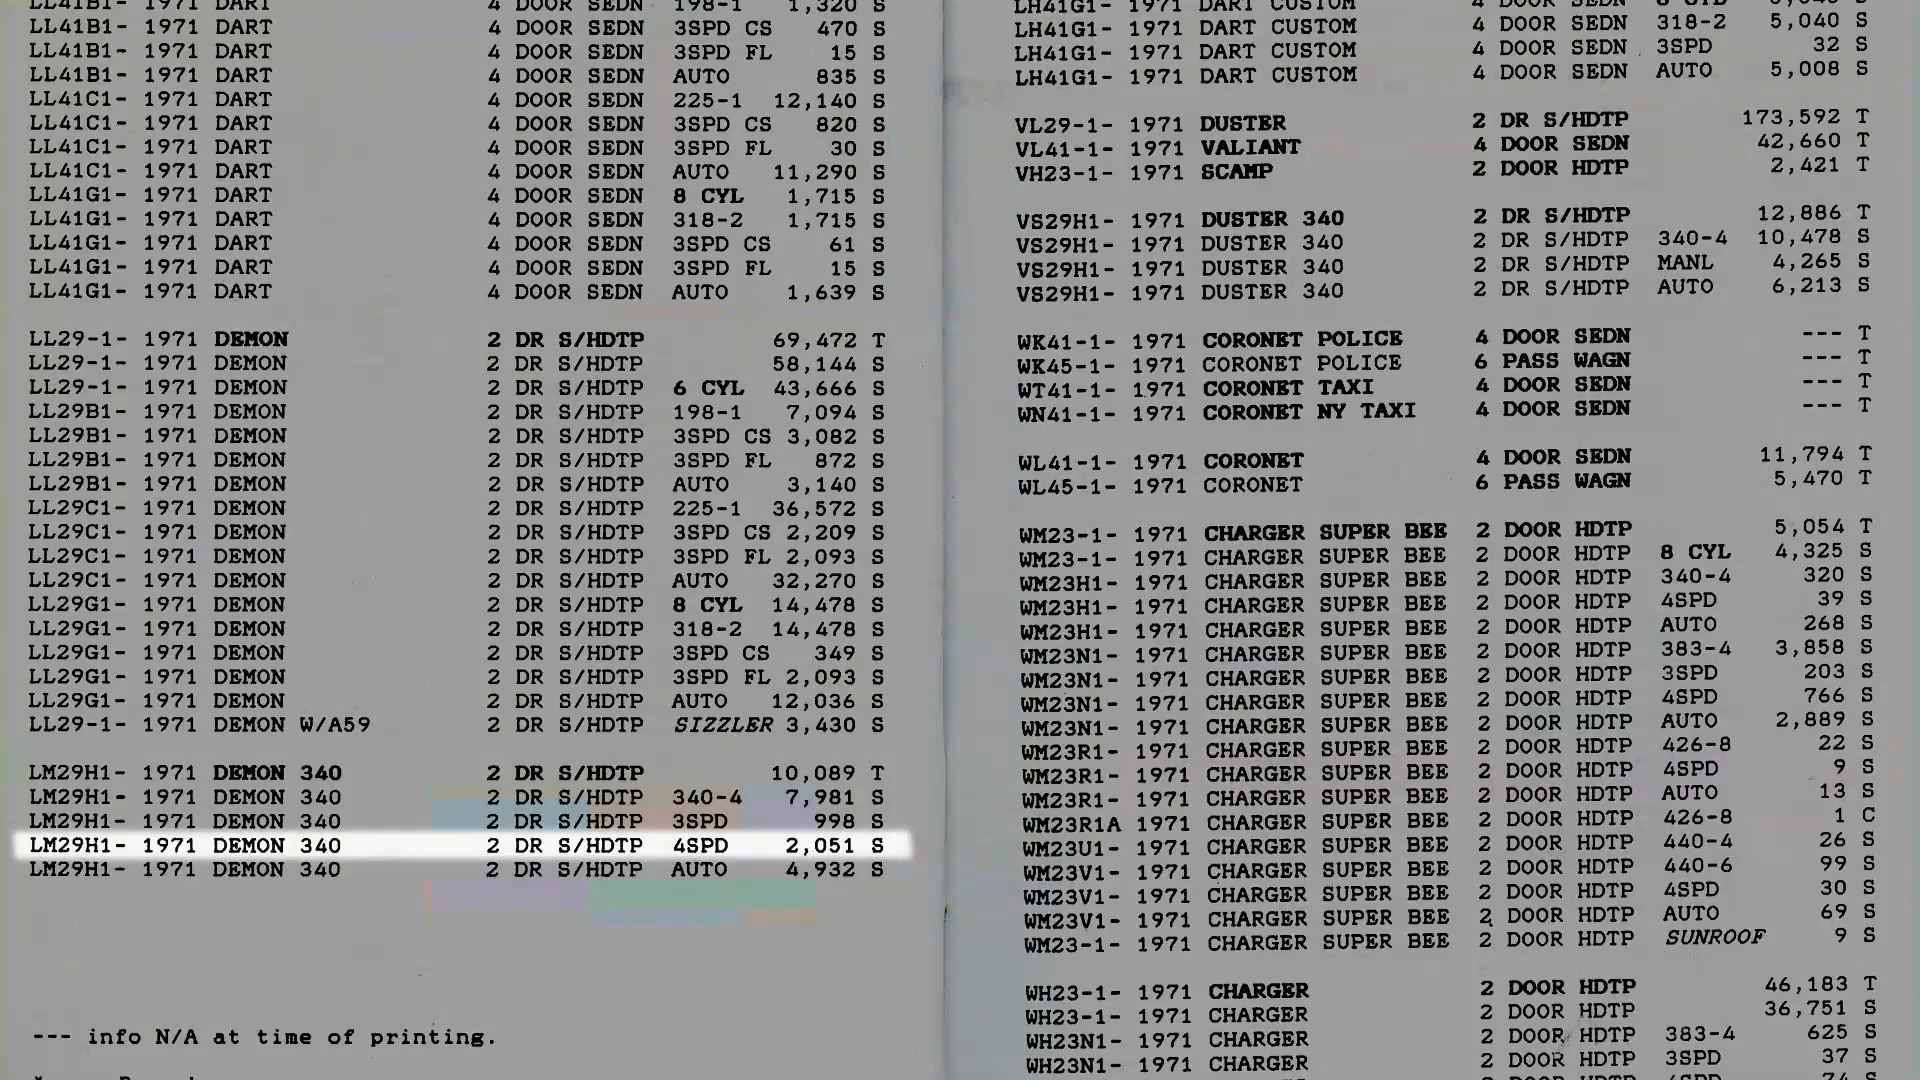 LL41B1- 1971 DART 4 DOOR SEDN 198-1 1,320 S
LL41B1- 1971 DART 4 DOOR SEDN 3SPD CS 470 S
LL41B1- 1971 DART 4 DOOR SEDN 3SPD FL 15 S
LL41B1- 1971 DART 4 DOOR SEDN AUTO 835 S
LL41C1- 1971 DART 4 DOOR SEDN 225-1 12,140 S
LL41C1- 1971 DART 4 DOOR SEDN 3SPD CS 820 S
LL41C1- 1971 DART 4 DOOR SEDN 3SPD FL 30 S
LL41C1- 1971 DART 4 DOOR SEDN AUTO 11,290 S
LL41G1- 1971 DART 4 DOOR SEDN 8 CYL 1,715 S
LL41G1- 1971 DART 4 DOOR SEDN 318-2 1,715 S
LL41G1- 1971 DART 4 DOOR SEDN 3SPD CS 61 S
LL41G1- 1971 DART 4 DOOR SEDN 3SPD FL 15 S
LL41G1- 1971 DART 4 DOOR SEDN AUTO 1,639 S
LL29-1- 1971 DEMON 2 DR S/HDTP 69,472 T
LL29-1- 1971 DEMON 2 DR S/HDTP 58,144 S
LL29-1- 1971 DEMON 2 DR S/HDTP 6 CYL 43,666 S
LL29B1- 1971 DEMON 2 DR S/HDTP 198-1 7,094 S
LL29B1- 1971 DEMON 2 DR S/HDTP 3SPD CS 3,082 S
LL29B1- 1971 DEMON 2 DR S/HDTP 3SPD FL 872 S
LL29B1- 1971 DEMON 2 DR S/HDTP AUTO 3,140 S
LL29C1- 1971 DEMON 2 DR S/HDTP 225-1 36,572 S
LL29C1- 1971 DEMON 2 DR S/HDTP 3SPD CS 2,209 S
LL29C1- 1971 DEMON 2 DR S/HDTP 3SPD FL 2,093 S
LL29C1- 1971 DEMON 2 DR S/HDTP AUTO 32,270 S
LL29G1- 1971 DEMON 2 DR S/HDTP 8 CYL 14,478 S
LL29G1- 1971 DEMON 2 DR S/HDTP 318-2 14,478 S
LL29G1- 1971 DEMON 2 DR S/HDTP 3SPD CS 349 S
LL29G1- 1971 DEMON 2 DR S/HDTP 3SPD FL 2,093 S
LL29G1- 1971 DEMON 2 DR S/HDTP AUTO 12,036 S
LL29-1- 1971 DEMON W/A59 2 DR S/HDTP SIZZLER 3,430 S
LM29H1- 1971 DEMON 340 2 DR S/HDTP 10,089 T
LM29H1- 1971 DEMON 340 2 DR S/HDTP 340-4 7,981 S
LM29H1- 1971 DEMON 340 2 DR S/HDTP 3SPD 998 S
LM29H1- 1971 DEMON 340 2 DR S/HDTP 4SPD 2,051 S
LM29H1- 1971 DEMON 340 2 DR S/HDTP AUTO 4,932 S
--- info N/A at time of printing.
LH41G1- 1971 DART CUSTOM 4 DOOR SEDN 8 CYL
LH41G1- 1971 DART CUSTOM 4 DOOR SEDN 318-2 5,040 S
LH41G1- 1971 DART CUSTOM 4 DOOR SEDN 3SPD 32 S
LH41G1- 1971 DART CUSTOM 4 DOOR SEDN AUTO 5,008 S
VL29-1- 1971 DUSTER 2 DR S/HDTP 173,592 T
VL41-1- 1971 VALIANT 4 DOOR SEDN 42,660 T
VH23-1- 1971 SCAMP 2 DOOR HDTP 2,421 T
VS29H1- 1971 DUSTER 340 2 DR S/HDTP 12,886 T
VS29H1- 1971 DUSTER 340 2 DR S/HDTP 340-4 10,478 S
VS29H1- 1971 DUSTER 340 2 DR S/HDTP MANL 4,265 S
VS29H1- 1971 DUSTER 340 2 DR S/HDTP AUTO 6,213 S
WK41-1- 1971 CORONET POLICE 4 DOOR SEDN --- T
WK45-1- 1971 CORONET POLICE 6 PASS WAGN --- T
WT41-1- 1971 CORONET TAXI 4 DOOR SEDN --- T
WN41-1- 1971 CORONET NY TAXI 4 DOOR SEDN --- T
WL41-1- 1971 CORONET 4 DOOR SEDN 11,794 T
WL45-1- 1971 CORONET 6 PASS WAGN 5,470 T
WM23-1- 1971 CHARGER SUPER BEE 2 DOOR HDTP 5,054 T
WM23-1- 1971 CHARGER SUPER BEE 2 DOOR HDTP 8 CYL 4,325 S
WM23H1- 1971 CHARGER SUPER BEE 2 DOOR HDTP 340-4 320 S
WM23H1- 1971 CHARGER SUPER BEE 2 DOOR HDTP 4SPD 39 S
WM23H1- 1971 CHARGER SUPER BEE 2 DOOR HDTP AUTO 268 S
WM23N1- 1971 CHARGER SUPER BEE 2 DOOR HDTP 383-4 3,858 S
WM23N1- 1971 CHARGER SUPER BEE 2 DOOR HDTP 3SPD 203 S
WM23N1- 1971 CHARGER SUPER BEE 2 DOOR HDTP 4SPD 766 S
WM23N1- 1971 CHARGER SUPER BEE 2 DOOR HDTP AUTO 2,889 S
WM23R1- 1971 CHARGER SUPER BEE 2 DOOR HDTP 426-8 22 S
WM23R1- 1971 CHARGER SUPER BEE 2 DOOR HDTP 4SPD 9 S
WM23R1- 1971 CHARGER SUPER BEE 2 DOOR HDTP AUTO 13 S
WM23R1A 1971 CHARGER SUPER BEE 2 DOOR HDTP 426-8 1 C
WM23U1- 1971 CHARGER SUPER BEE 2 DOOR HDTP 440-4 26 S
WM23V1- 1971 CHARGER SUPER BEE 2 DOOR HDTP 440-6 99 S
WM23V1- 1971 CHARGER SUPER BEE 2 DOOR HDTP 4SPD 30 S
WM23V1- 1971 CHARGER SUPER BEE 2 DOOR HDTP AUTO 69 S
WM23-1- 1971 CHARGER SUPER BEE 2 DOOR HDTP SUNROOF 9 S
WH23-1- 1971 CHARGER 2 DOOR HDTP 46,183 T
WH23-1- 1971 CHARGER 2 DOOR HDTP 36,751 S
WH23N1- 1971 CHARGER 2 DOOR HDTP 383-4 625 S
WH23N1- 1971 CHARGER 2 DOOR HDTP 3SPD 37 S